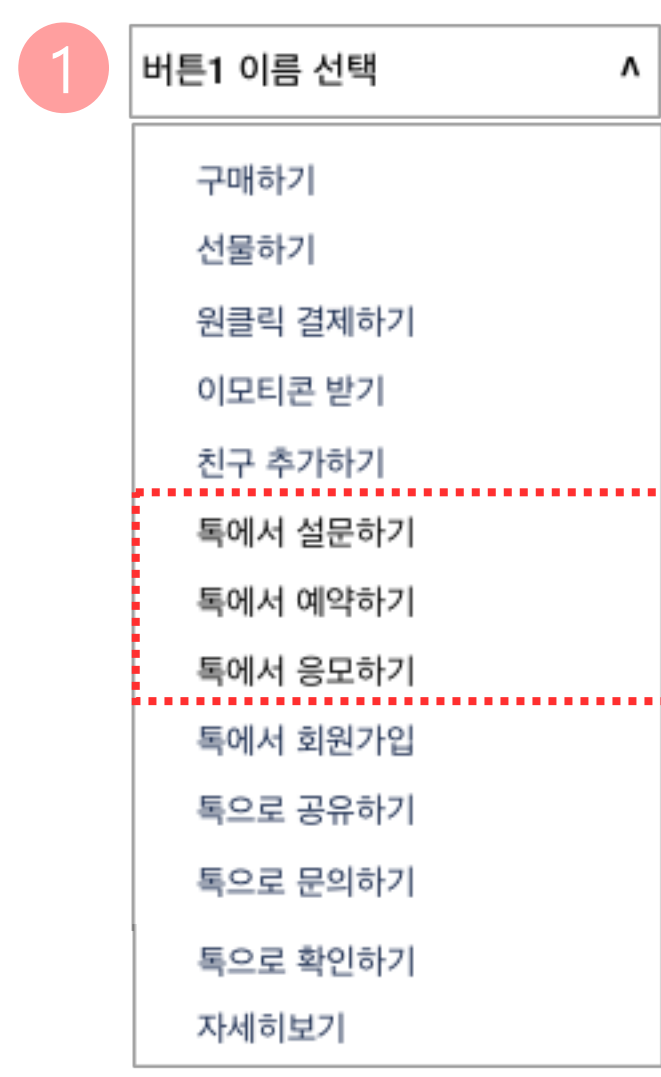 1
버튼1 이름 선택 ∧
구매하기
선물하기
원클릭 결제하기
이모티콘 받기
친구 추가하기
톡에서 설문하기
톡에서 예약하기
톡에서 응모하기
톡에서 회원가입
톡으로 공유하기
톡으로 문의하기
톡으로 확인하기
자세히보기